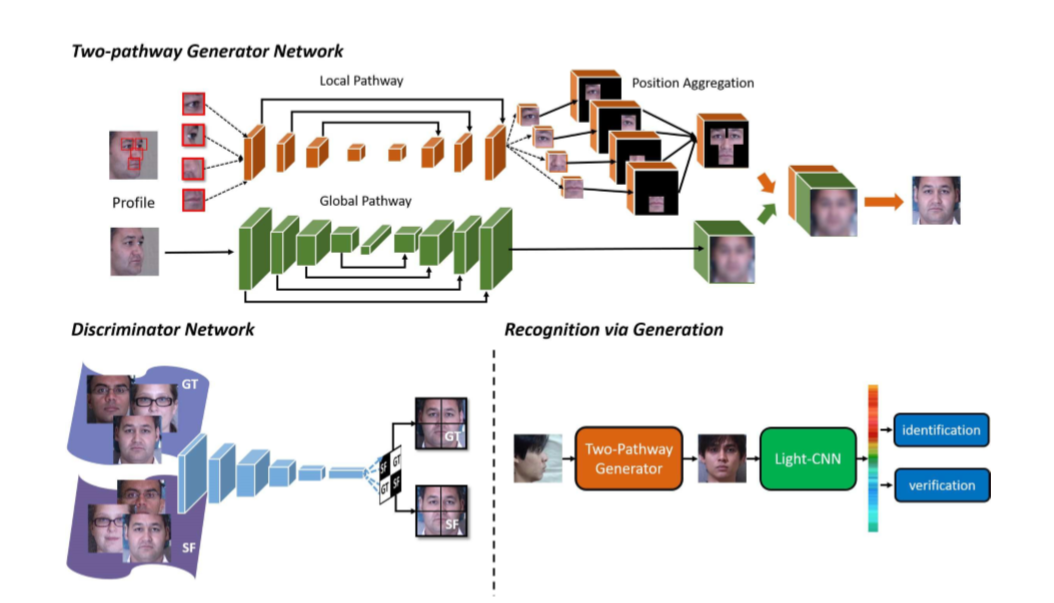 Two-pathway Generator Network
Local Pathway
Position Aggregation
Profile
Global Pathway
Discriminator Network
GT
SF
SF
GT
GT
SF
GT
SF
Recognition via Generation
Two-Pathway
Generator
Light-CNN
identification
verification